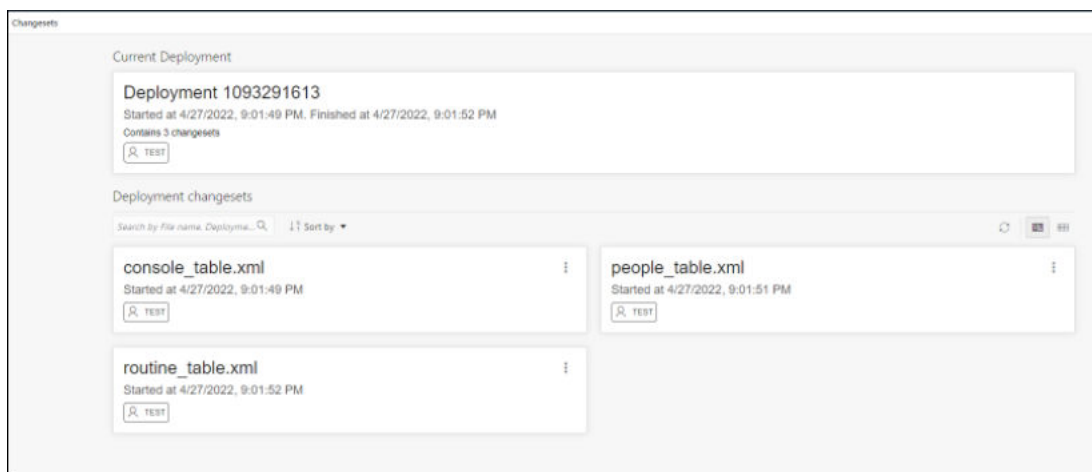 Changesets
Current Deployment
Deployment 1093291613
Started at 4/27/2022, 9:01:49 PM. Finished at 4/27/2022, 9:01:52 PM
Contains 3 changesets
TEST
Deployment changesets
Search by File name, Deployme... Sort by
console_table.xml
Started at 4/27/2022, 9:01:49 PM
TEST
people_table.xml
Started at 4/27/2022, 9:01:51 PM
TEST
routine_table.xml
Started at 4/27/2022, 9:01:52 PM
TEST